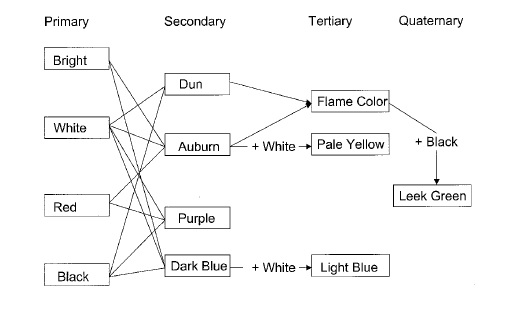 Primary Secondary Tertiary Quaternary
Bright
Dun
Flame Color
White
Auburn + White Pale Yellow
+ Black
Leek Green
Red
Purple
Black
Dark Blue + White Light Blue